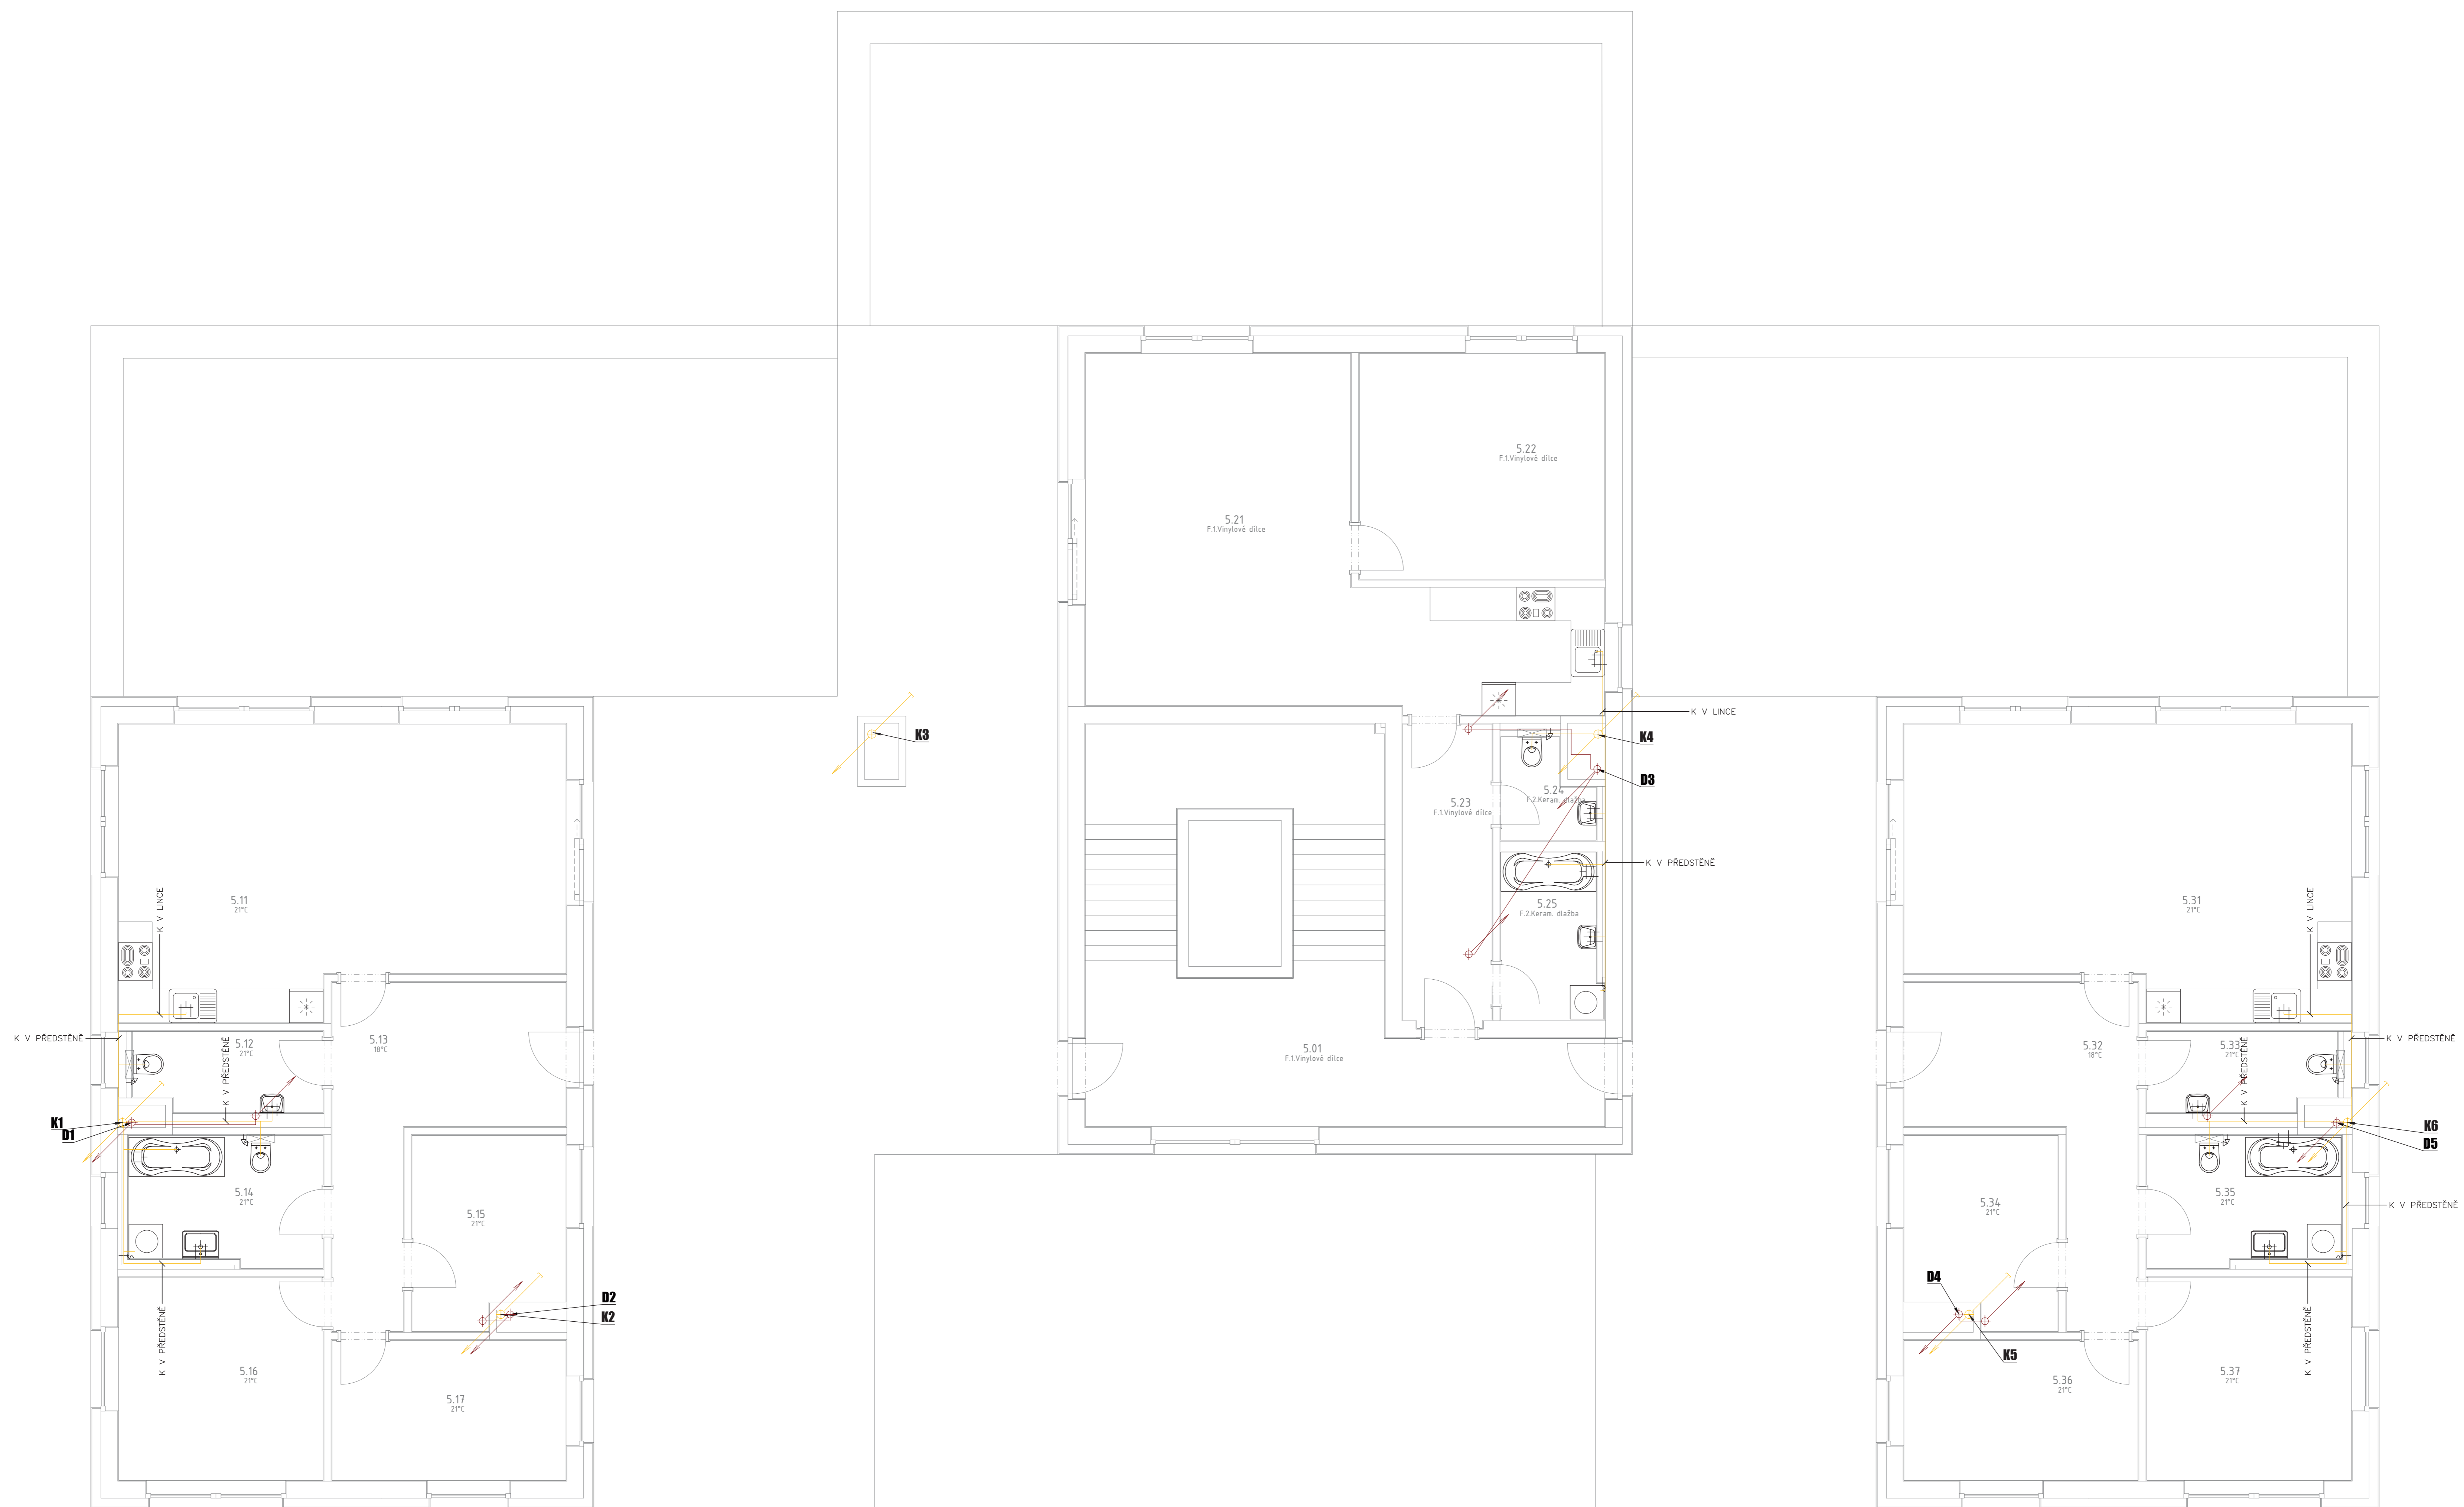 5.22
F.1.Vinylové dílce
5.21
F.1.Vinylové dílce
K V LINCE
K3
K4
D3
5.24
F.2.Keram. dlažba
5.23
F.1.Vinylové dílce
K V PŘEDSTĚNĚ
5.25
F.2.Keram. dlažba
5.01
F.1.Vinylové dílce
5.11
21°C
K V LINCE
K V PŘEDSTĚNĚ
5.12
21°C
K V PŘEDSTĚNĚ
5.13
18°C
K1
D1
5.14
21°C
5.15
21°C
D2
K2
K V PŘEDSTĚNĚ
5.16
21°C
5.17
21°C
5.31
21°C
K V LINCE
5.32
18°C
5.33
21°C
K V PŘEDSTĚNĚ
K V PŘEDSTĚNĚ
K6
D5
5.34
21°C
5.35
21°C
K V PŘEDSTĚNĚ
D4
K5
K V PŘEDSTĚNĚ
5.36
21°C
5.37
21°C